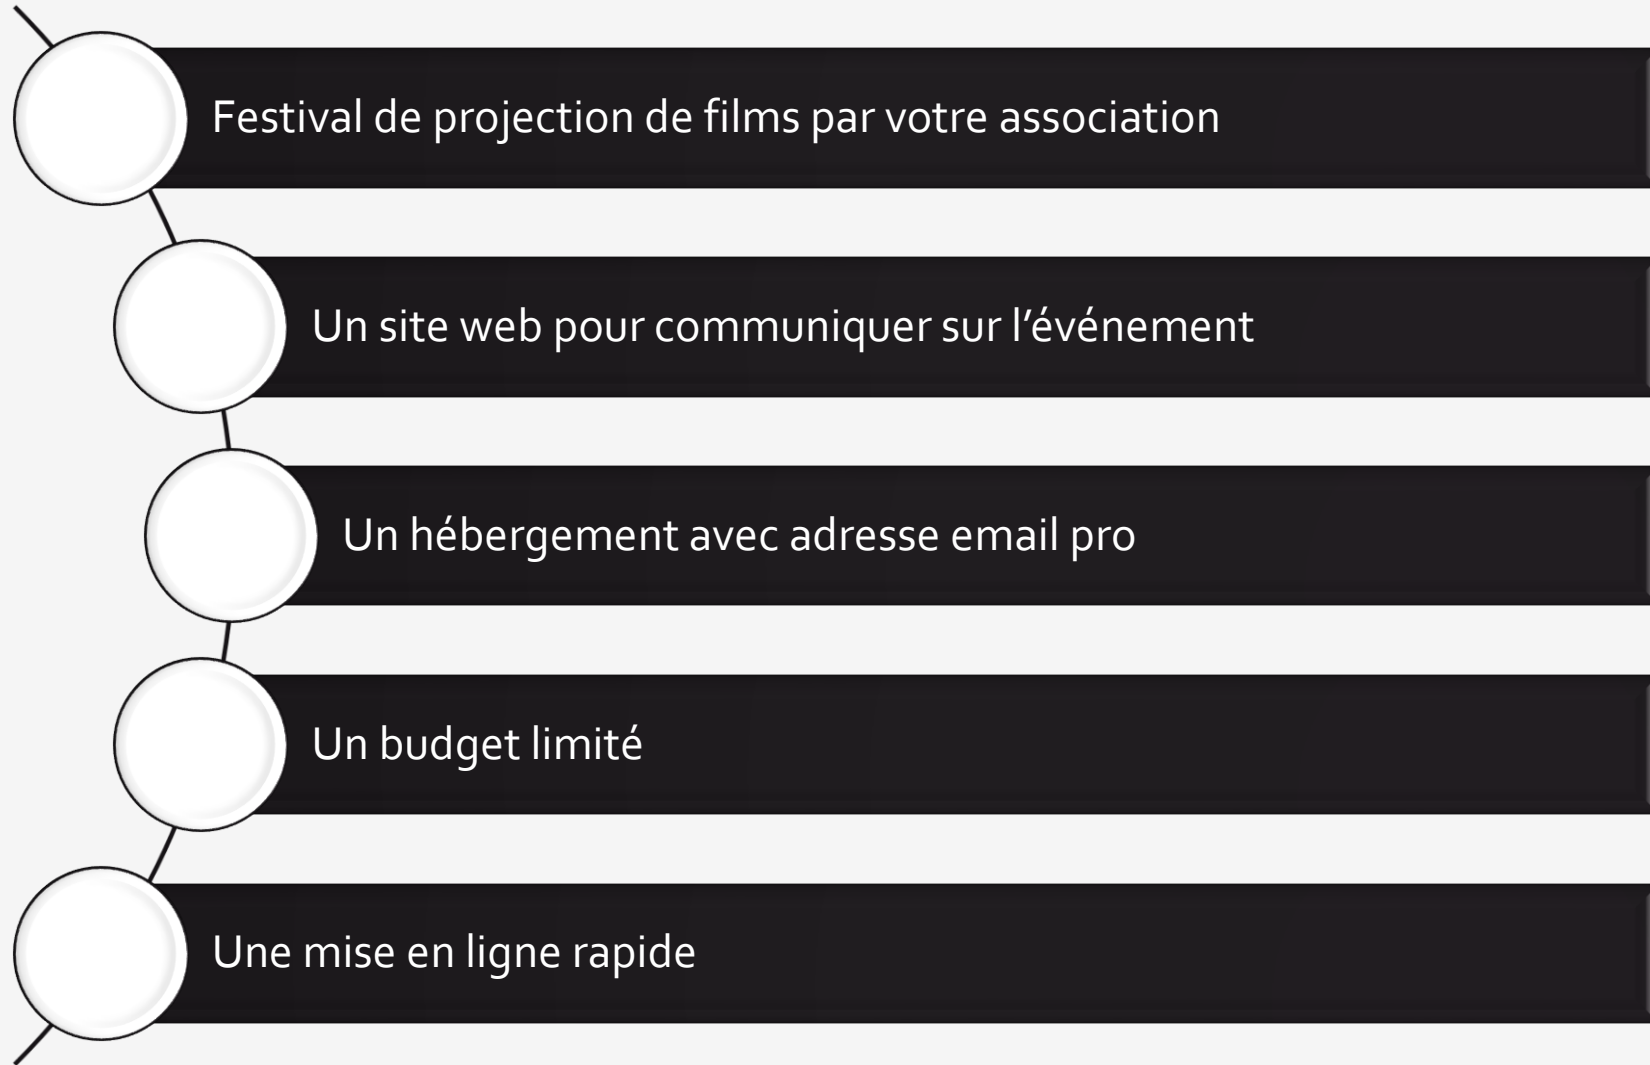 Festival de projection de films par votre association
Un site web pour communiquer sur l’événement
Un hébergement avec adresse email pro
Un budget limité
Une mise en ligne rapide